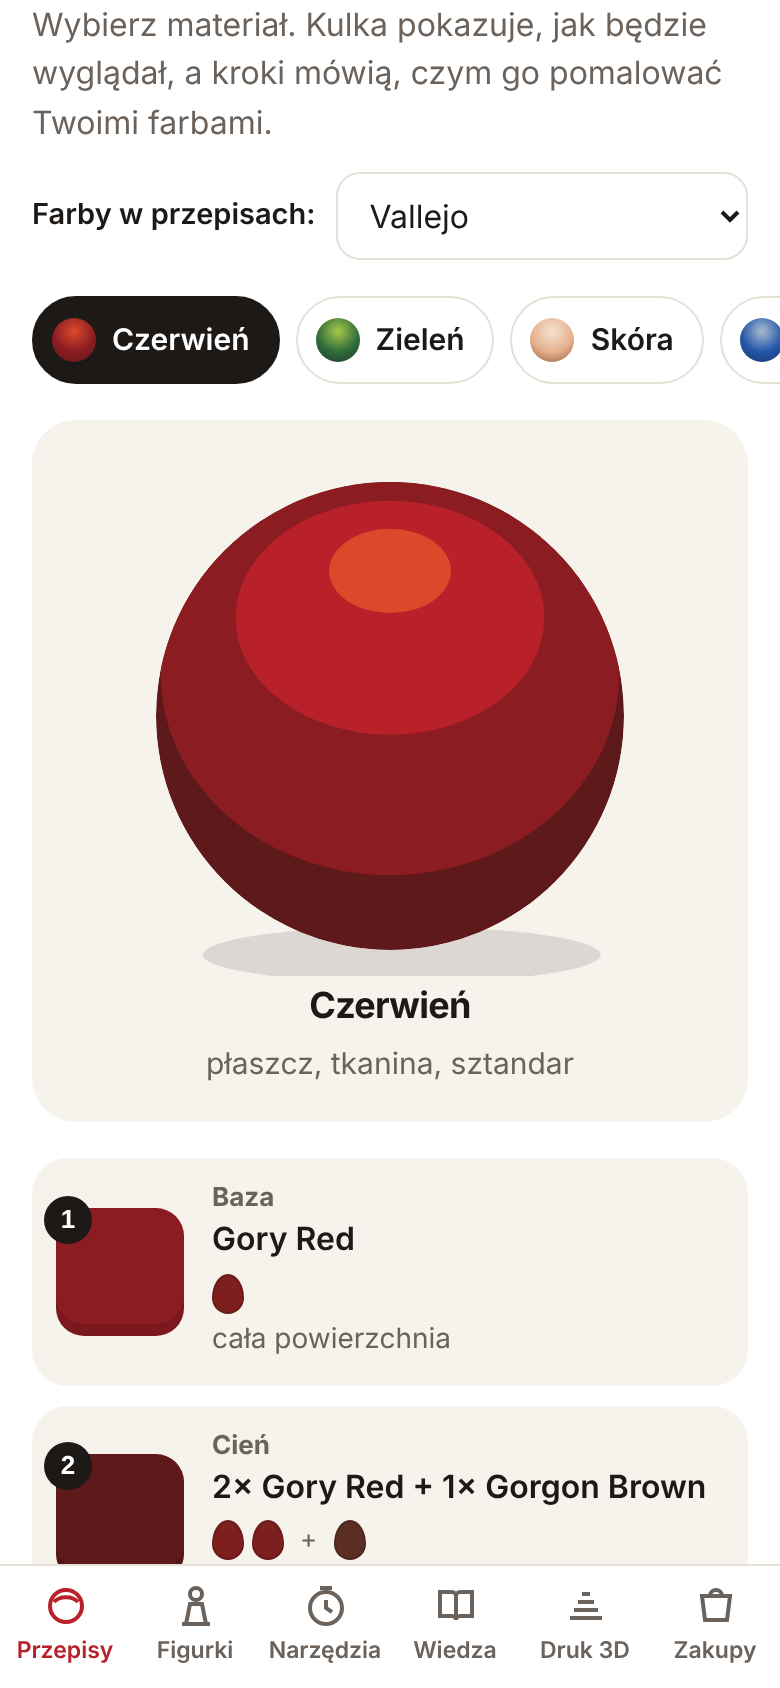 Wybierz materiał. Kulka pokazuje, jak będzie
wyglądał, a kroki mówią, czym go pomalować
Twoimi farbami.
Farby w przepisach:
Vallejo
Czerwień
Zieleń
Skóra
Czerwień
płaszcz, tkanina, sztandar
1
Baza
Gory Red
cała powierzchnia
2
Cień
2× Gory Red + 1× Gorgon Brown
+
Przepisy
Figurki
Narzędzia
Wiedza
Druk 3D
Zakupy